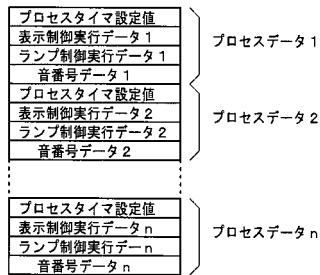 プロセスタイマ設定値
表示制御実行データ1
ランプ制御実行データ1
音番号データ1
プロセスデータ1
プロセスタイマ設定値
表示制御実行データ2
ランプ制御実行データ2
音番号データ2
プロセスデータ2
プロセスタイマ設定値
表示制御実行データn
ランプ制御実行デーn
音番号データn
プロセスデータn